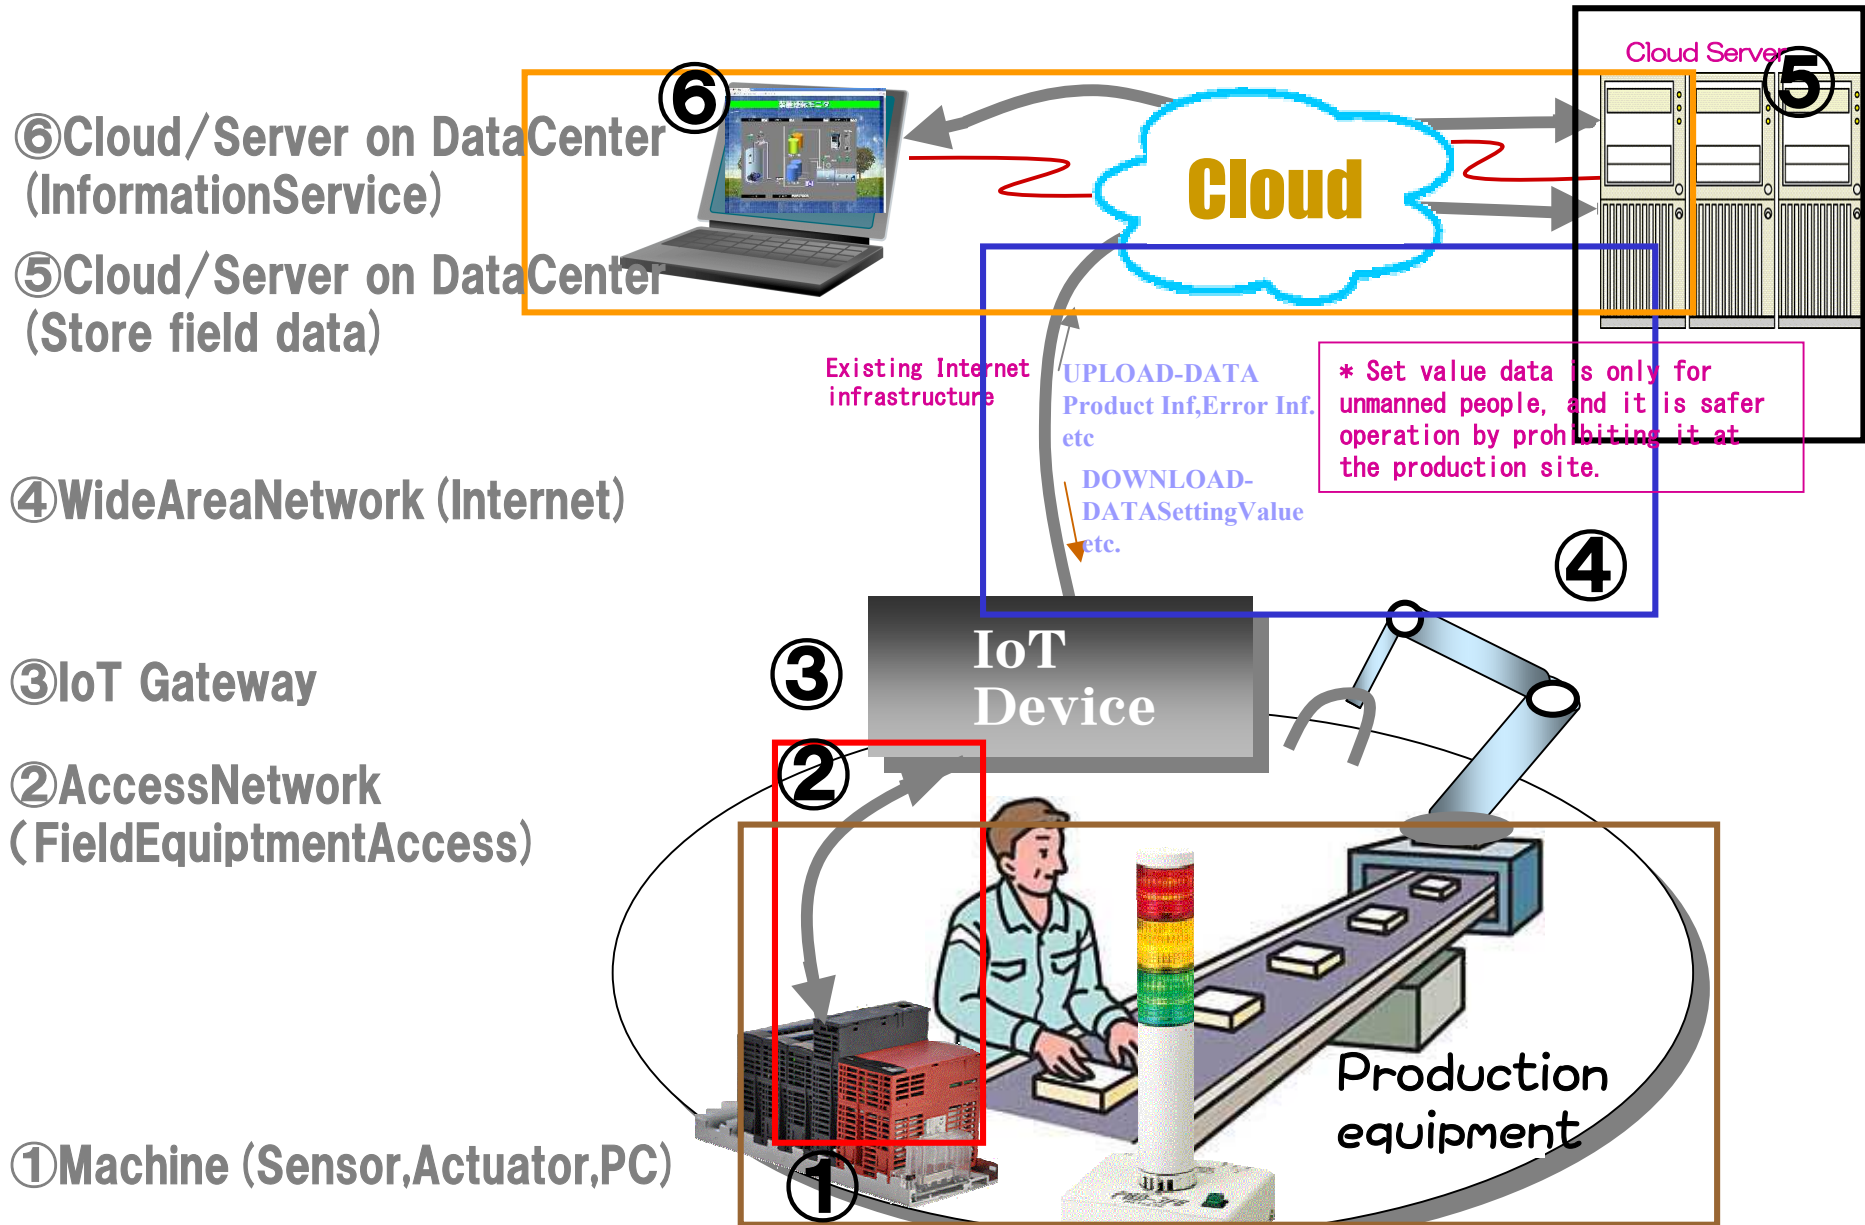 ⑥Cloud/Server on DataCenter
(InformationService)
⑤Cloud/Server on DataCenter
(Store field data)
④WideAreaNetwork(Internet)
③IoT Gateway
②AccessNetwork
(FieldEquiptmentAccess)
①Machine(Sensor,Actuator,PC)
⑥
Cloud
Cloud Server
⑤
Existing Internet
infrastructure
UPLOAD-DATA
Product Inf,Error Inf.
etc
DOWNLOAD-
DATASettingValue
etc.
* Set value data is only for
unmanned people, and it is safer
operation by prohibiting it at
the production site.
④
③
IoT
Device
②
Production
equipment
①